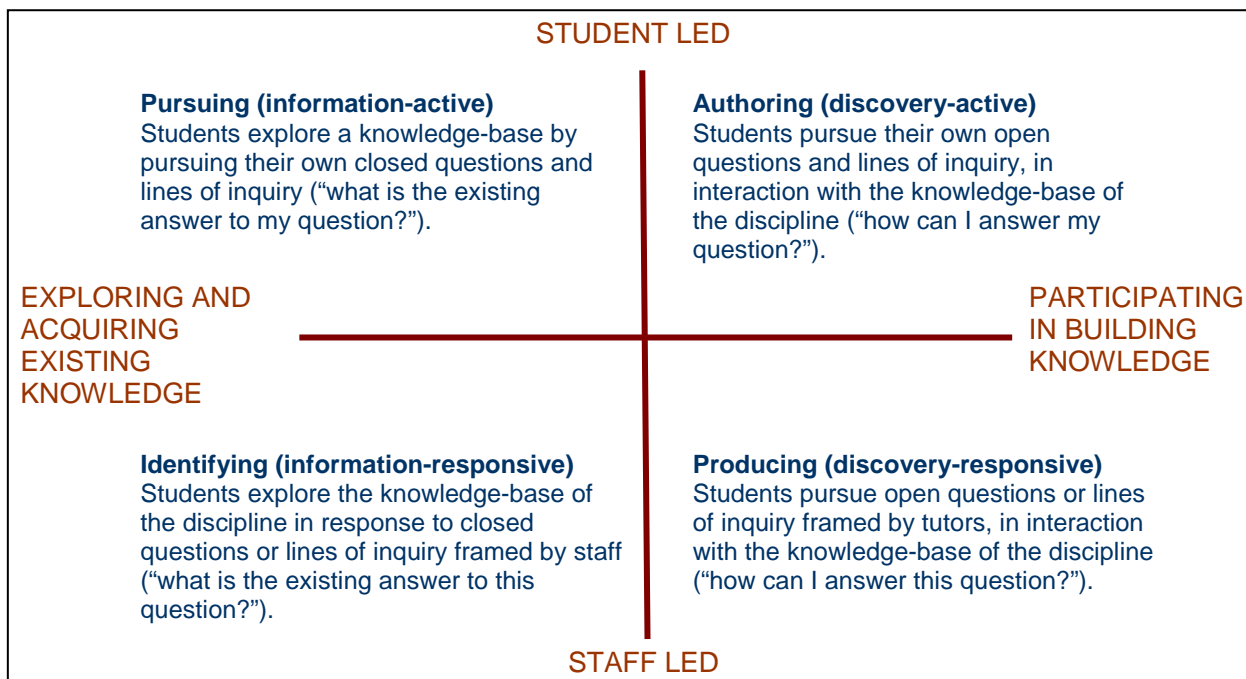 STUDENT LED
Pursuing (information-active)
Students explore a knowledge-base by
pursuing their own closed questions and
lines of inquiry (“what is the existing
answer to my question?”).
Authoring (discovery-active)
Students pursue their own open
questions and lines of inquiry, in
interaction with the knowledge-base of
the discipline (“how can I answer my
question?”).
EXPLORING AND
ACQUIRING
EXISTING
KNOWLEDGE
PARTICIPATING
IN BUILDING
KNOWLEDGE
Identifying (information-responsive)
Students explore the knowledge-base of
the discipline in response to closed
questions or lines of inquiry framed by staff
(“what is the existing answer to this
question?”).
Producing (discovery-responsive)
Students pursue open questions or lines
of inquiry framed by tutors, in interaction
with the knowledge-base of the discipline
(“how can I answer this question?”).
STAFF LED